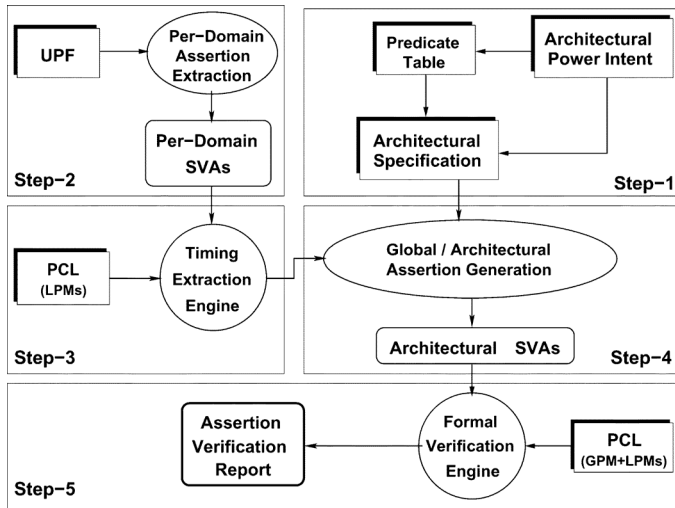 UPF
Per−Domain
Assertion
Extraction
Per−Domain
SVAs
Step−2
Predicate
Table
Architectural
Power Intent
Architectural
Specification
Step−1
PCL
(LPMs)
Timing
Extraction
Engine
Step−3
Global / Architectural
Assertion Generation
Architectural SVAs
Step−4
Assertion
Verification
Report
Formal
Verification
Engine
PCL
(GPM+LPMs)
Step−5